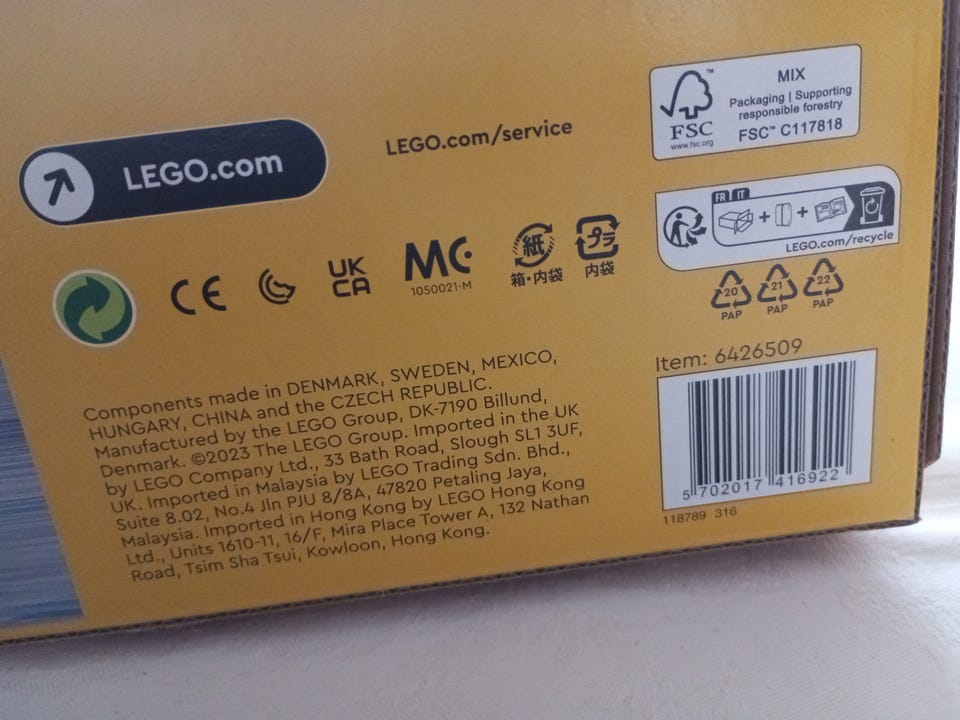 LEGO.com
LEGO.com/service
FSC™
www.fsc.org
MIX
Packaging | Supporting
responsible forestry
FSC™ C117818
FR IT
+ +
LEGO.com/recycle
CE
UK
CA
MC
1050021-M
紙
箱・内袋
プラ
内袋
20 21 22
PAP PAP PAP
Components made in DENMARK, SWEDEN, MEXICO,
HUNGARY, CHINA and the CZECH REPUBLIC.
Manufactured by the LEGO Group, DK-7190 Billund,
Denmark. ©2023 The LEGO Group. Imported in the UK
by LEGO Company Ltd., 33 Bath Road, Slough SL1 3UF,
UK. Imported in Malaysia by LEGO Trading Sdn. Bhd.,
Suite 8.02, No.4 Jln PJU 8/8A, 47820 Petaling Jaya,
Malaysia. Imported in Hong Kong by LEGO Hong Kong
Ltd., Units 1610-11, 16/F, Mira Place Tower A, 132 Nathan
Road, Tsim Sha Tsui, Kowloon, Hong Kong.
Item: 6426509
5 702017 416922
118789 316